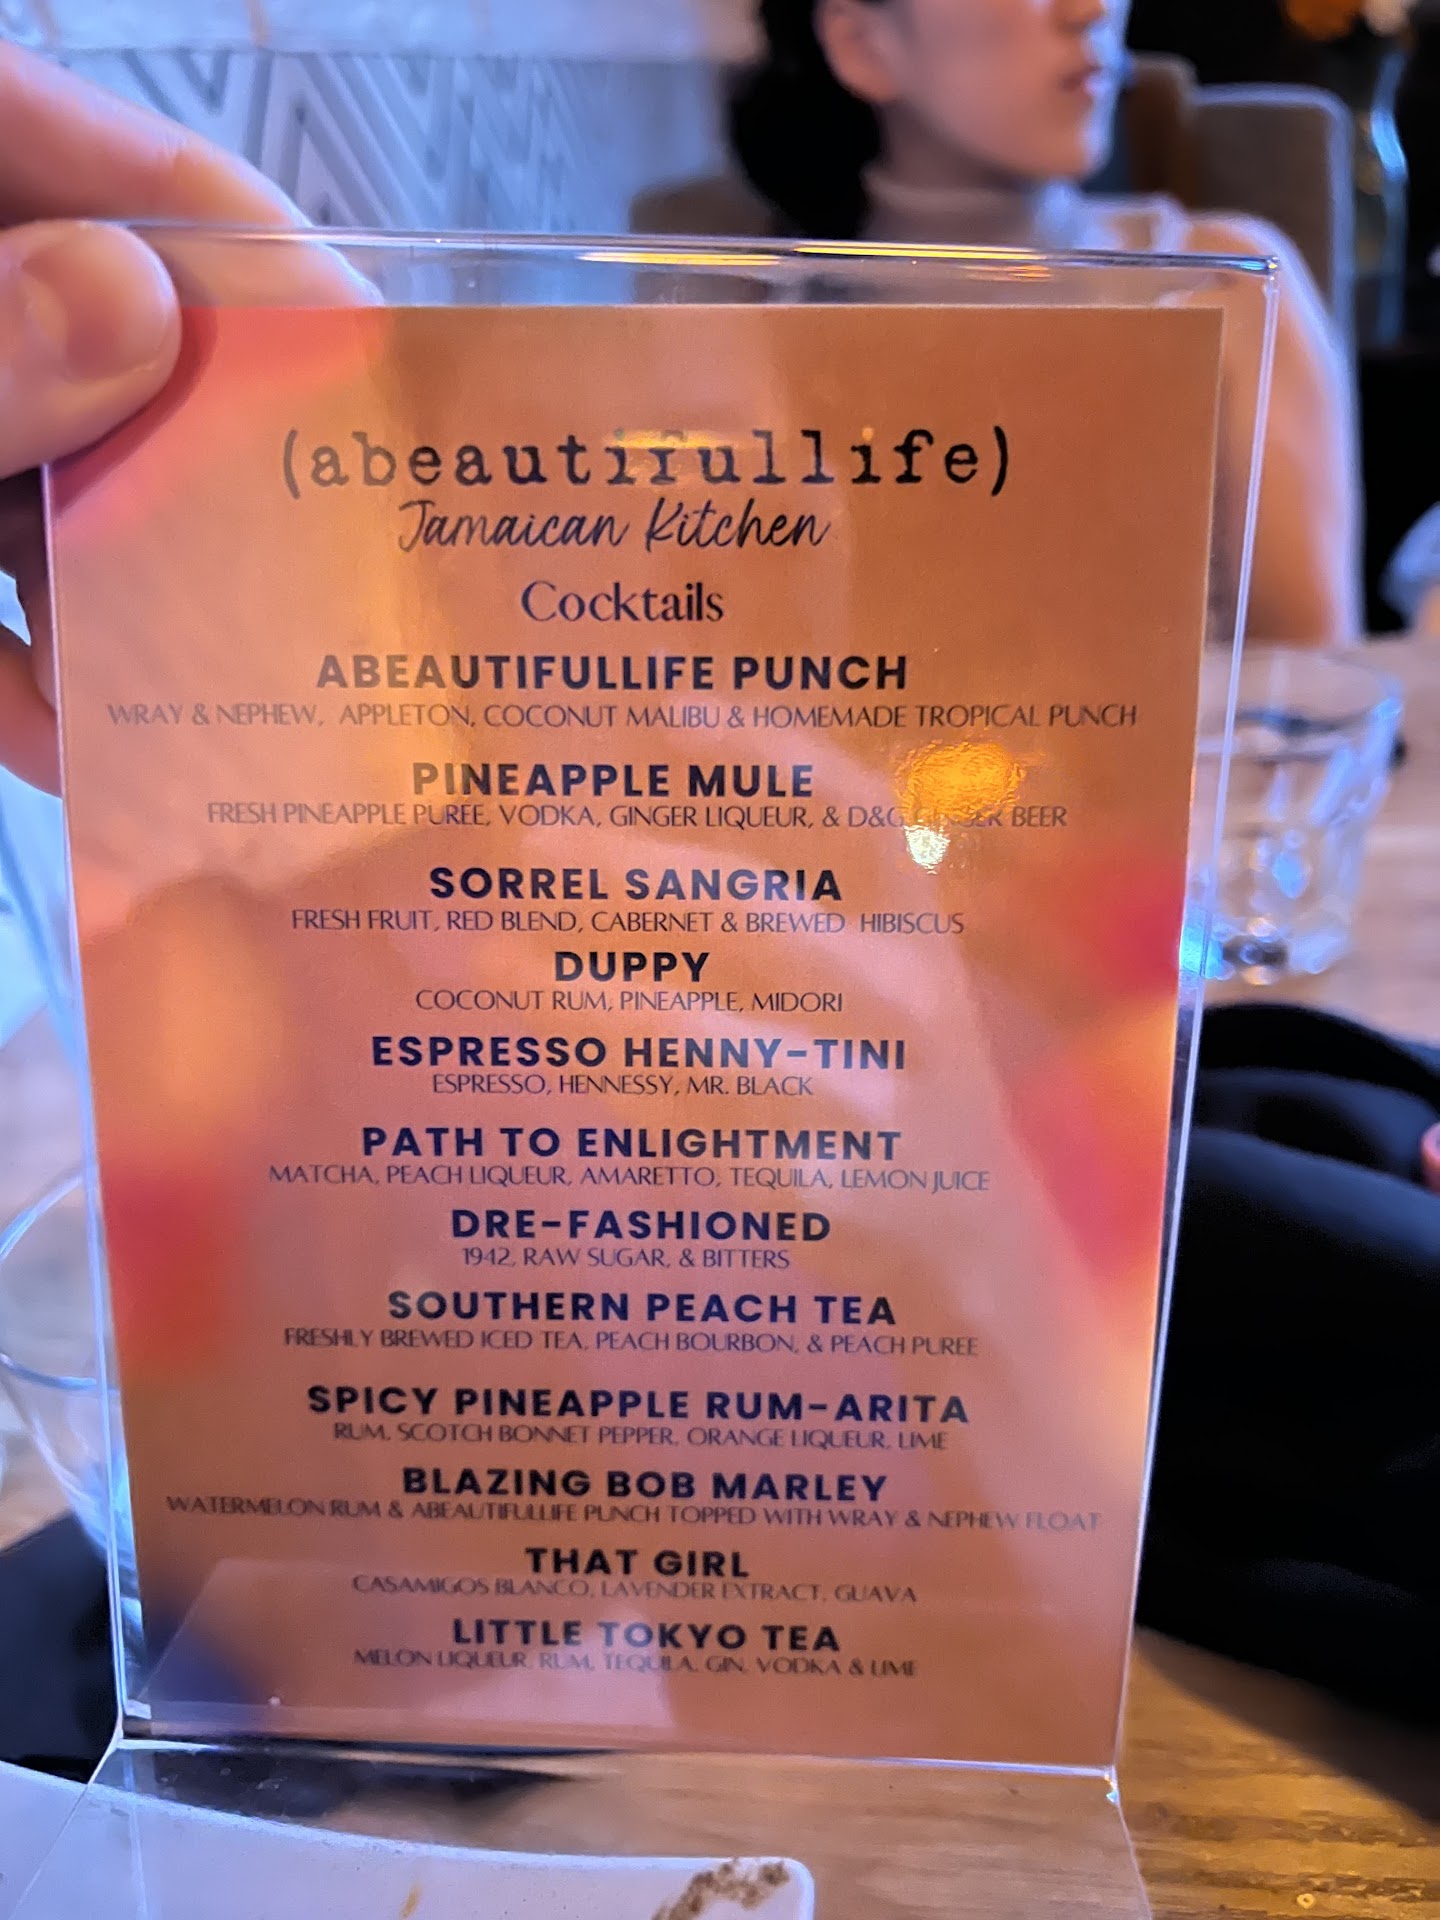 (abeautifullife)
Jamaican Kitchen
Cocktails
ABEAUTIFULLIFE PUNCH
WRAY & NEPHEW, APPLETON, COCONUT MALIBU & HOMEMADE TROPICAL PUNCH
PINEAPPLE MULE
FRESH PINEAPPLE PUREE, VODKA, GINGER LIQUEUR, & D&G GINGER BEER
SORREL SANGRIA
FRESH FRUIT, RED BLEND, CABERNET & BREWED HIBISCUS
DUPPY
COCONUT RUM, PINEAPPLE, MIDORI
ESPRESSO HENNY-TINI
ESPRESSO, HENNESSY, MR. BLACK
PATH TO ENLIGHTMENT
MATCHA, PEACH LIQUEUR, AMARETTO, TEQUILA, LEMON JUICE
DRE-FASHIONED
1942, RAW SUGAR, & BITTERS
SOUTHERN PEACH TEA
FRESHLY BREWED ICED TEA, PEACH BOURBON, & PEACH PUREE
SPICY PINEAPPLE RUM-ARITA
RUM, SCOTCH BONNET PEPPER, ORANGE LIQUEUR, LIME
BLAZING BOB MARLEY
WATERMELON RUM & ABEAUTIFULLIFE PUNCH TOPPED WITH WRAY & NEPHEW FLOAT
THAT GIRL
CASAMIGOS BLANCO, LAVENDER EXTRACT, GUAVA
LITTLE TOKYO TEA
MELON LIQUEUR, RUM, TEQUILA, GIN, VODKA & LIME